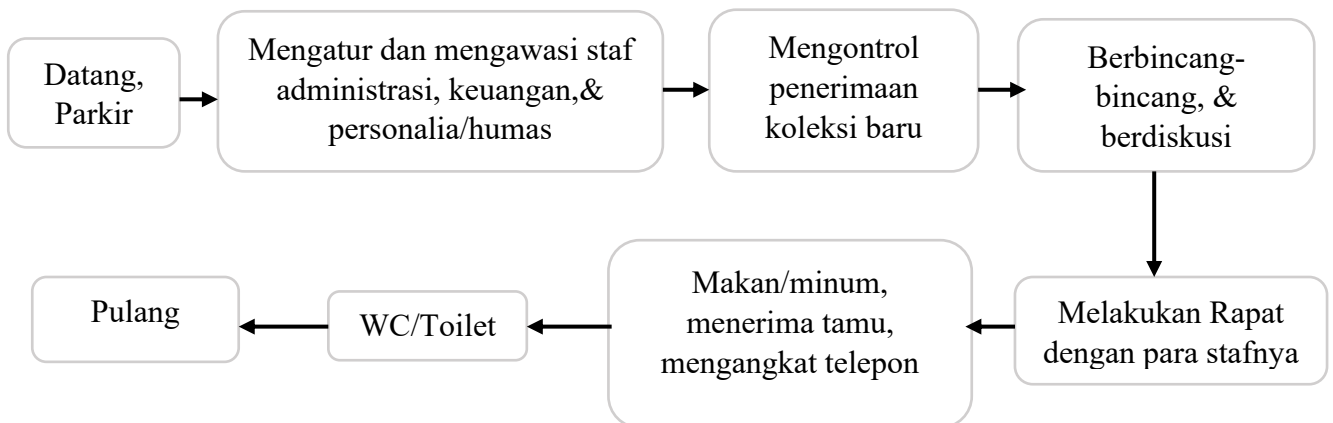 Datang,
Parkir
Mengatur dan mengawasi staf
administrasi, keuangan,&
personalia/humas
Mengontrol
penerimaan
koleksi baru
Berbincang-
bincang, &
berdiskusi
Melakukan Rapat
dengan para stafnya
Makan/minum,
menerima tamu,
mengangkat telepon
WC/Toilet
Pulang